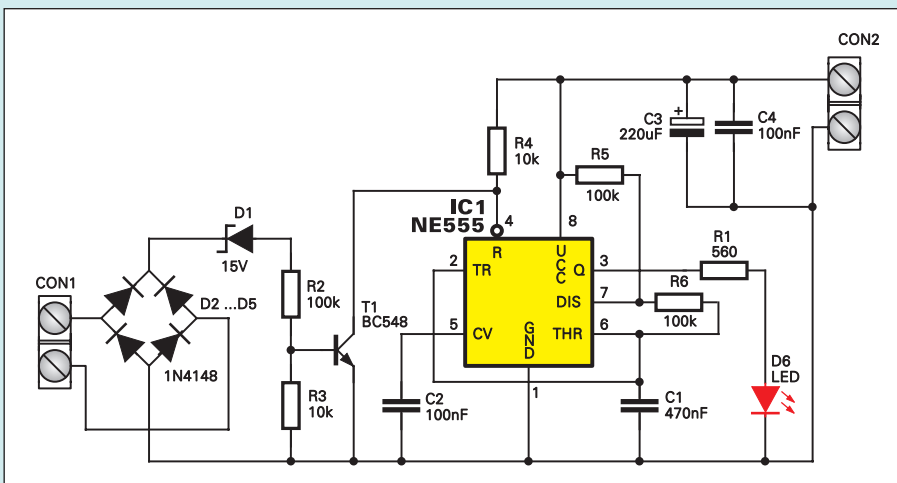 CON2
C3
+
220uF
C4
100nF
R4
10k
R5
100k
IC1
NE555
4
8
D1
15V
R
UCC
R1
560
2
TR
Q
3
CON1
D2 ...D5
R2
100k
T1
BC548
DIS
7
R6
100k
5
CV
GND
THR
6
1N4148
R3
10k
C2
100nF
1
C1
470nF
D6
LED